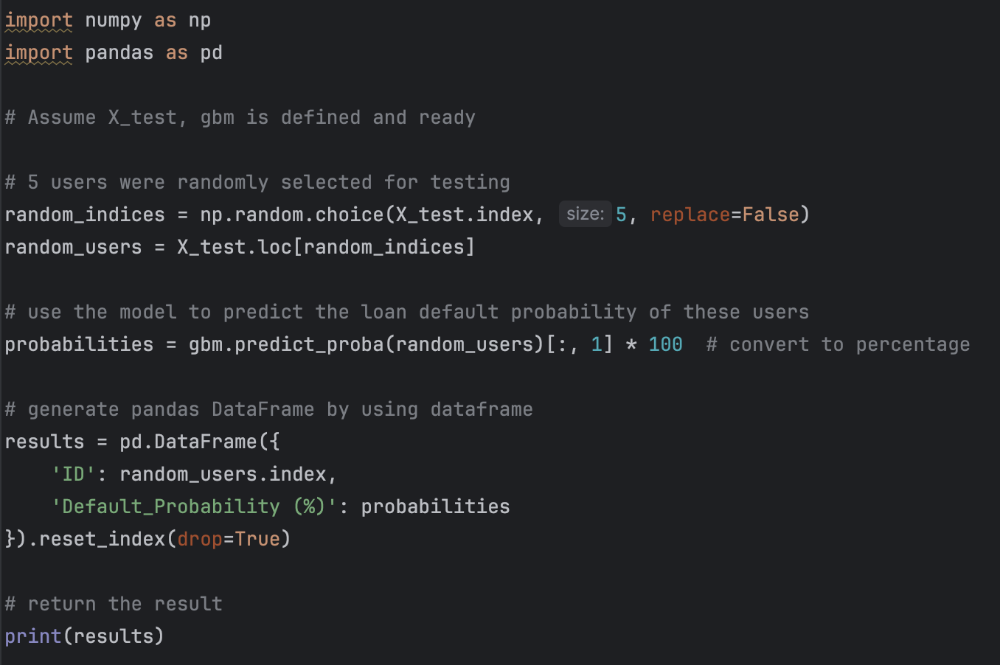 import numpy as np
import pandas as pd
# Assume X_test, gbm is defined and ready
# 5 users were randomly selected for testing
random_indices = np.random.choice(X_test.index, size: 5, replace=False)
random_users = X_test.loc[random_indices]
# use the model to predict the loan default probability of these users
probabilities = gbm.predict_proba(random_users)[:, 1] * 100  # convert to percentage
# generate pandas DataFrame by using dataframe
results = pd.DataFrame({
    'ID': random_users.index,
    'Default_Probability (%)': probabilities
}).reset_index(drop=True)
# return the result
print(results)